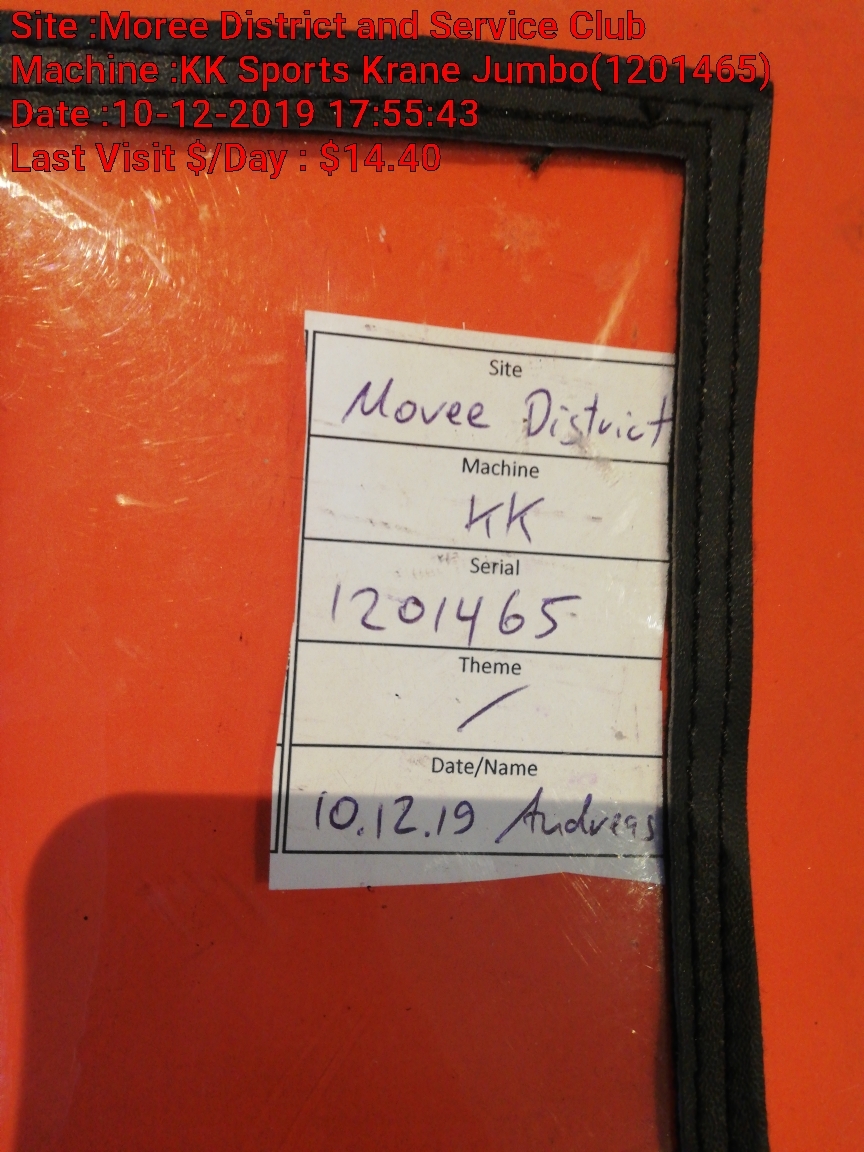 Site :Moree District and Service Club
Machine :KK Sports Krane Jumbo(1201465)
Date :10-12-2019 17:55:43
Last Visit $/Day : $14.40
Site
Moree District
Machine
KK
Serial
1201465
Theme
/
Date/Name
10.12.19 Andreas